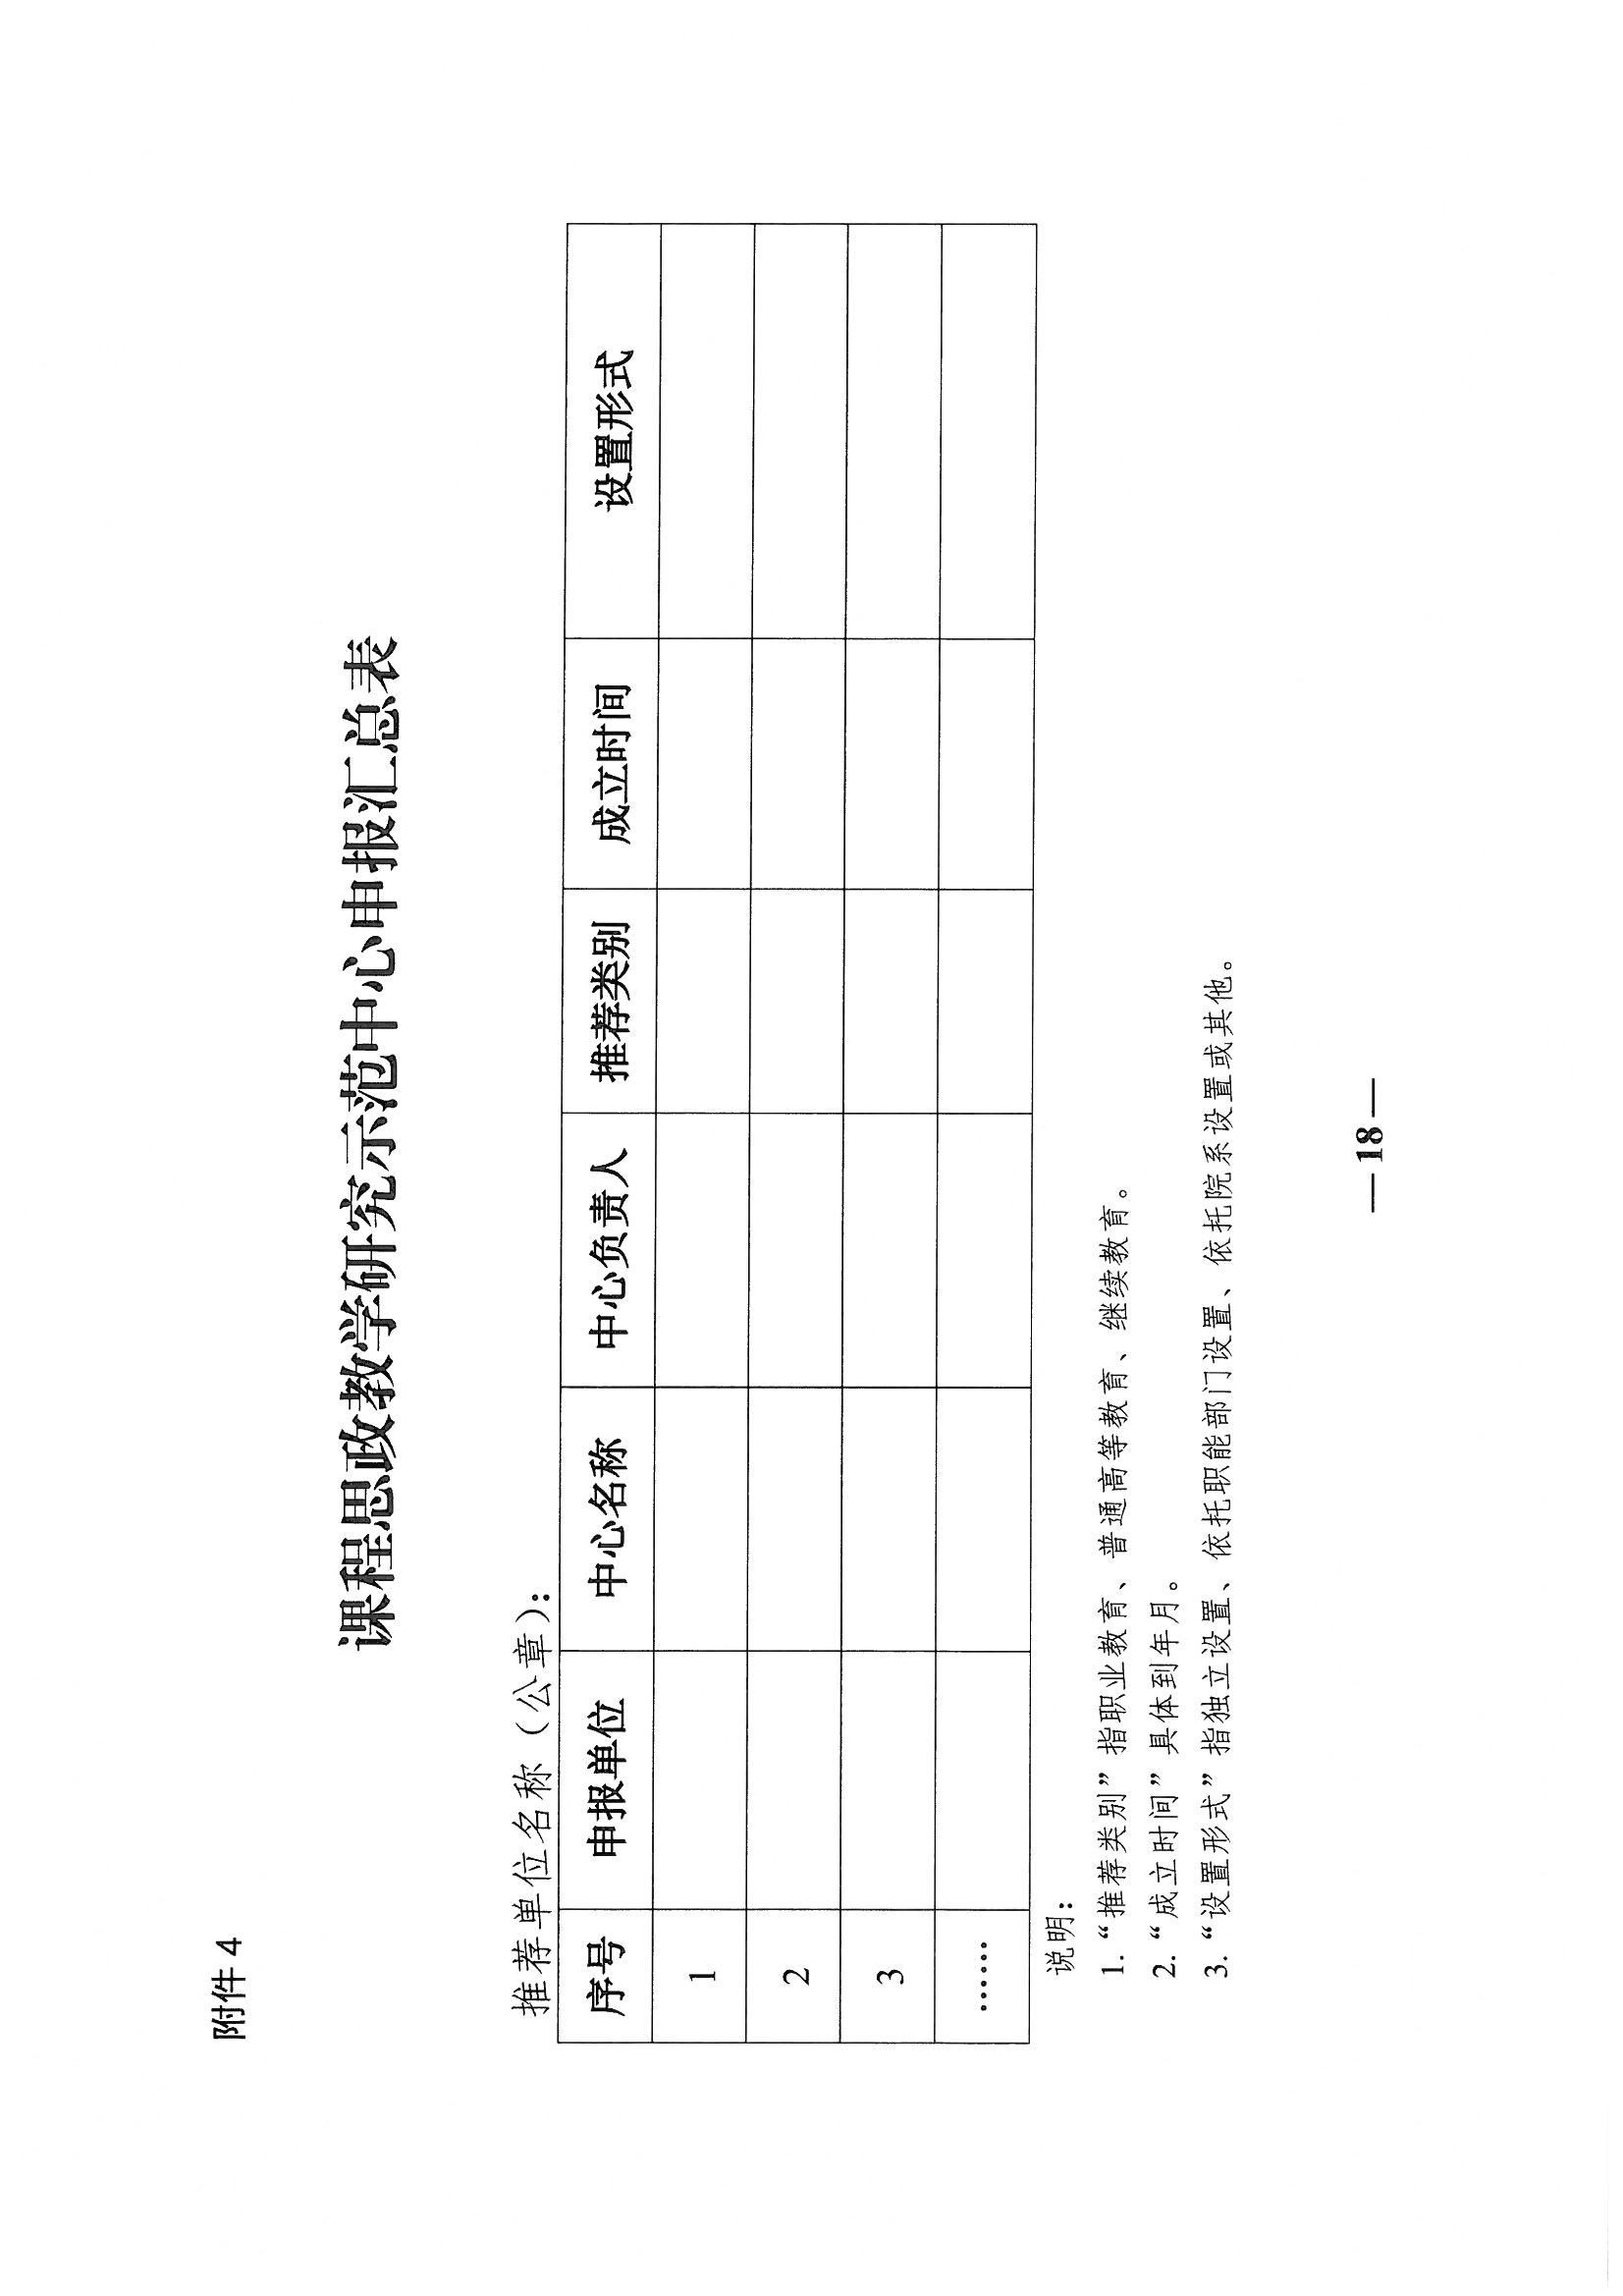 附件 4
课程思政教学研究示范中心申报汇总表
推荐单位名称（公章）：
序号 申报单位 中心名称 中心负责人 推荐类别 成立时间 设置形式
1
2
3
……
说明：
1. “推荐类别”指职业教育、普通高等教育、继续教育。
2. “成立时间”具体到年月。
3. “设置形式”指独立设置、依托职能部门设置、依托院系设置或其他。
— 18 —